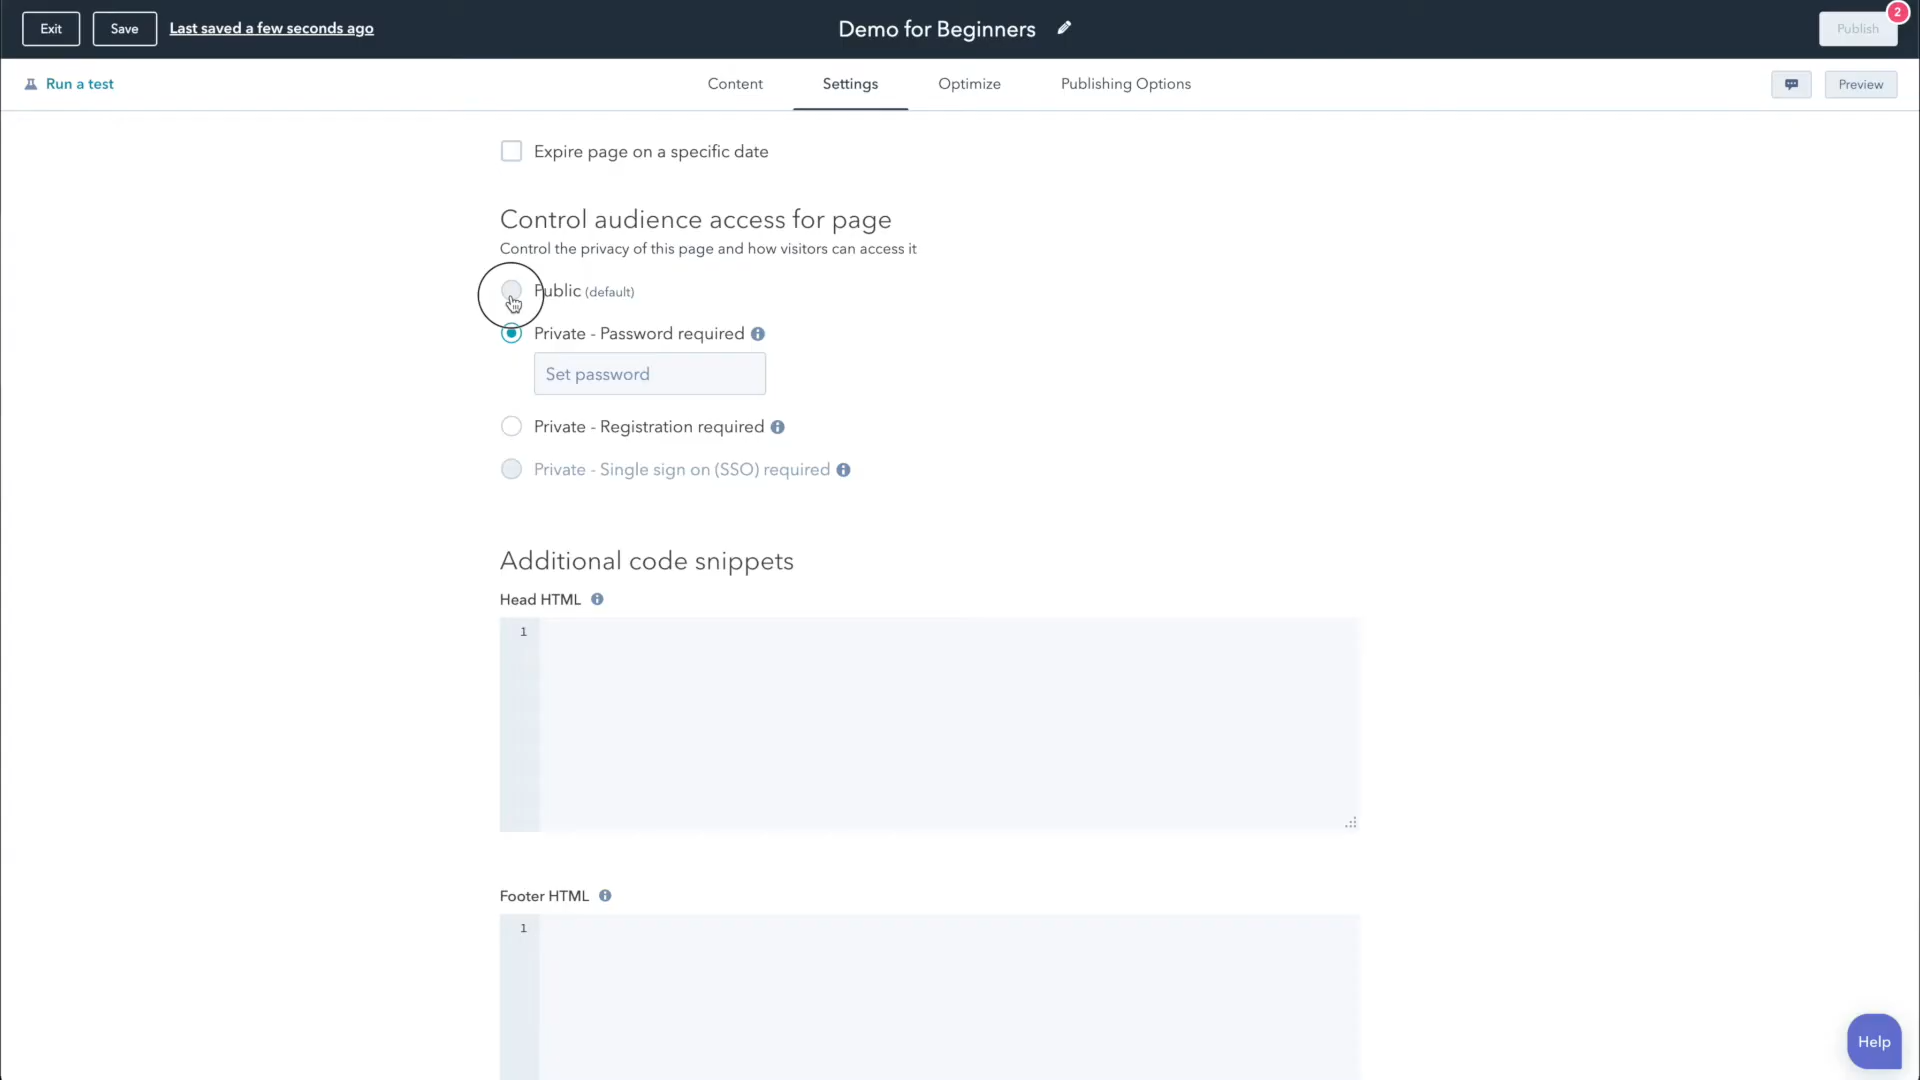 Exit
Save
Last saved a few seconds ago
Demo for Beginners
Publish
2
Run a test
Content
Settings
Optimize
Publishing Options
Preview
Expire page on a specific date
Control audience access for page
Control the privacy of this page and how visitors can access it
Public (default)
Private - Password required
Set password
Private - Registration required
Private - Single sign on (SSO) required
Additional code snippets
Head HTML
1
Footer HTML
1
Help